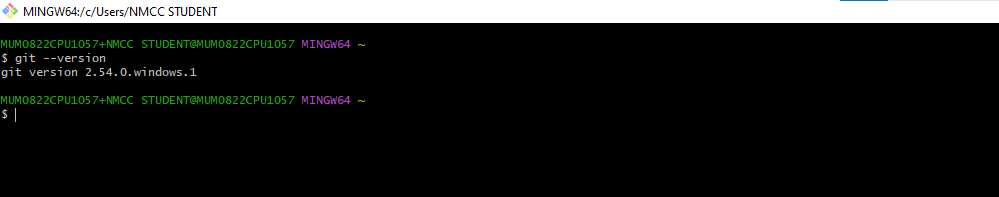 MINGW64:/c/Users/NMCC STUDENT
MUM0822CPU1057+NMCC STUDENT@MUM0822CPU1057 MINGW64 ~
$ git --version
git version 2.54.0.windows.1
MUM0822CPU1057+NMCC STUDENT@MUM0822CPU1057 MINGW64 ~
$